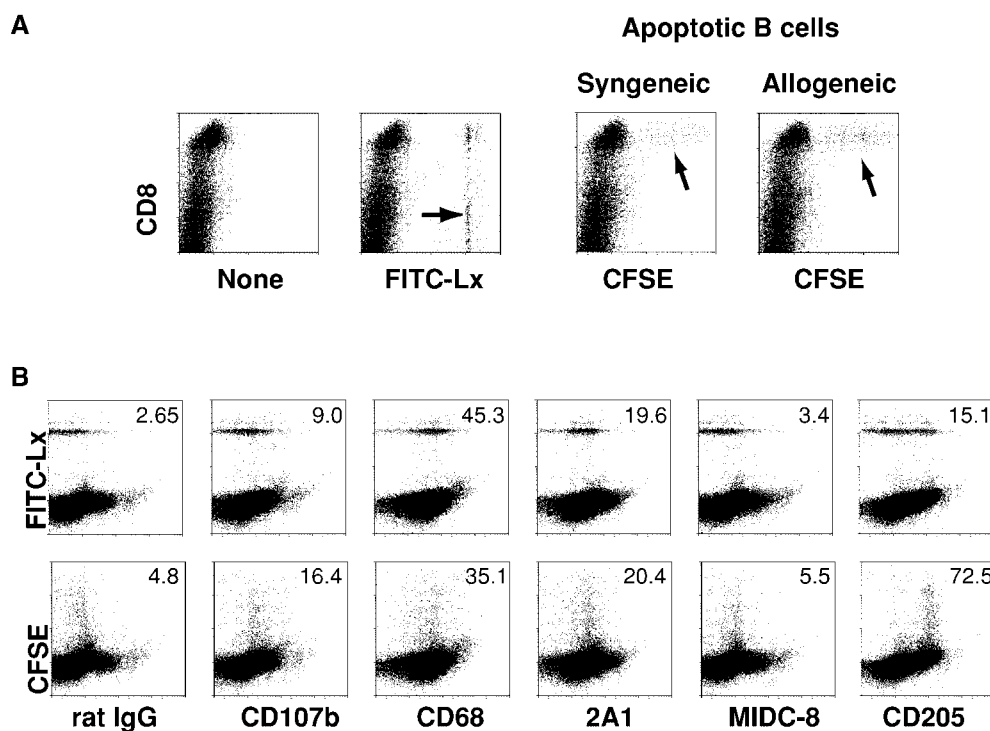 A
Apoptotic B cells
Syngeneic Allogeneic
CD8
None FITC-Lx CFSE CFSE
B
FITC-Lx
2.65 9.0 45.3 19.6 3.4 15.1
CFSE
4.8 16.4 35.1 20.4 5.5 72.5
rat IgG CD107b CD68 2A1 MIDC-8 CD205